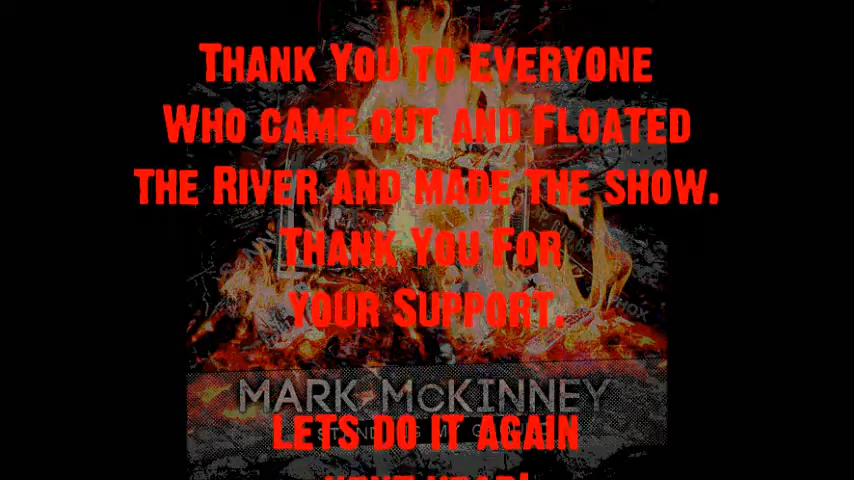 Thank You to Everyone
Who came out and Floated
the River and made the show.
Thank You For
your Support.
MARK McKINNEY
LETS DO IT AGAIN